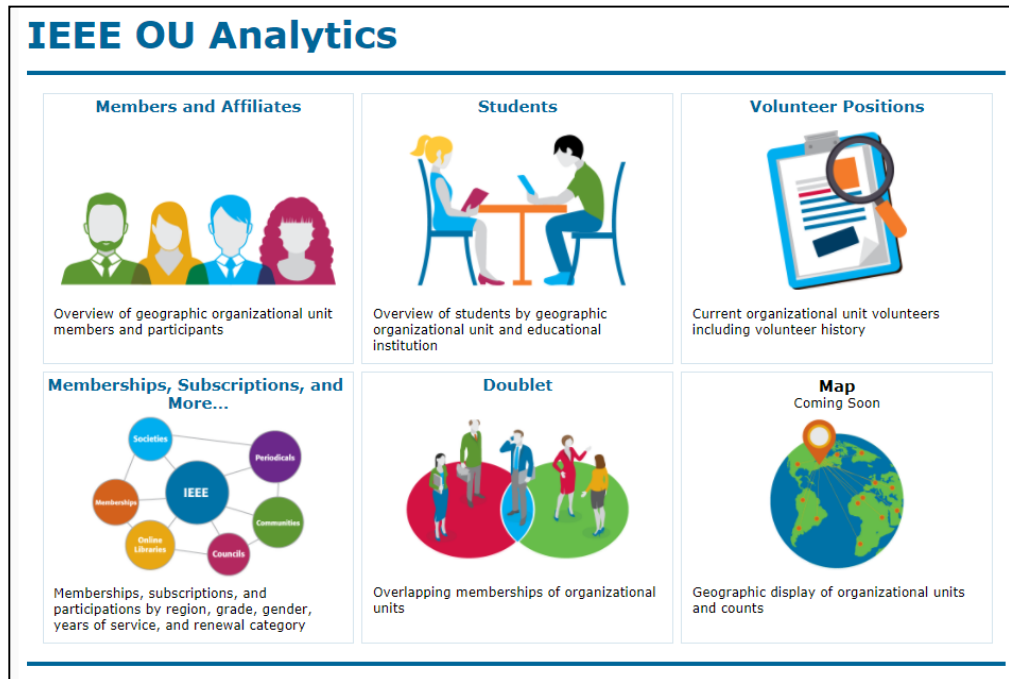 IEEE OU Analytics
Members and Affiliates
Overview of geographic organizational unit
members and participants
Students
Overview of students by geographic
organizational unit and educational
institution
Volunteer Positions
Current organizational unit volunteers
including volunteer history
Memberships, Subscriptions, and
More...
Societies
Periodicals
IEEE
Memberships
Communities
Online
Libraries
Councils
Memberships, subscriptions, and
participations by region, grade, gender,
years of service, and renewal category
Doublet
Overlapping memberships of organizational
units
Map
Coming Soon
Geographic display of organizational units
and counts